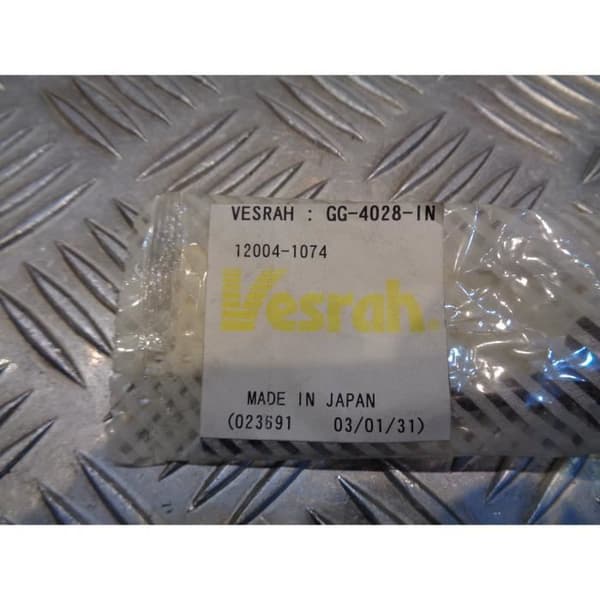 VESRAH : GG-4028-IN
12004-1074
Vesrah.
MADE IN JAPAN
(023691 03/01/31)